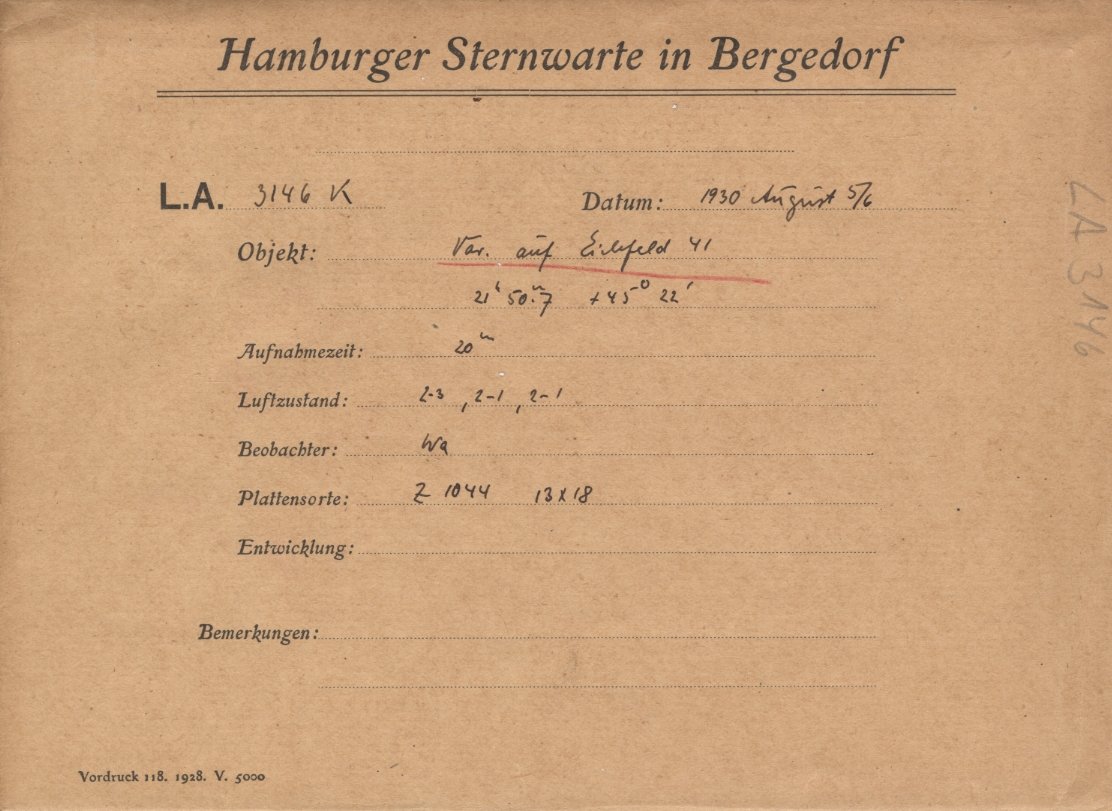 Hamburger Sternwarte in Bergedorf
L.A. 3146 K
Datum: 1930 August 5/6
Objekt: Var. auf Eichfeld 41
21ʰ 50ᵐ.7 +45° 22'
Aufnahmezeit: 20ᵐ
Luftzustand: 2-3, 2-1, 2-1
Beobachter: Wa
Plattensorte: Z 1044 13x18
Entwicklung:
Bemerkungen:
Vordruck 118. 1928. V. 5000
LA 3146